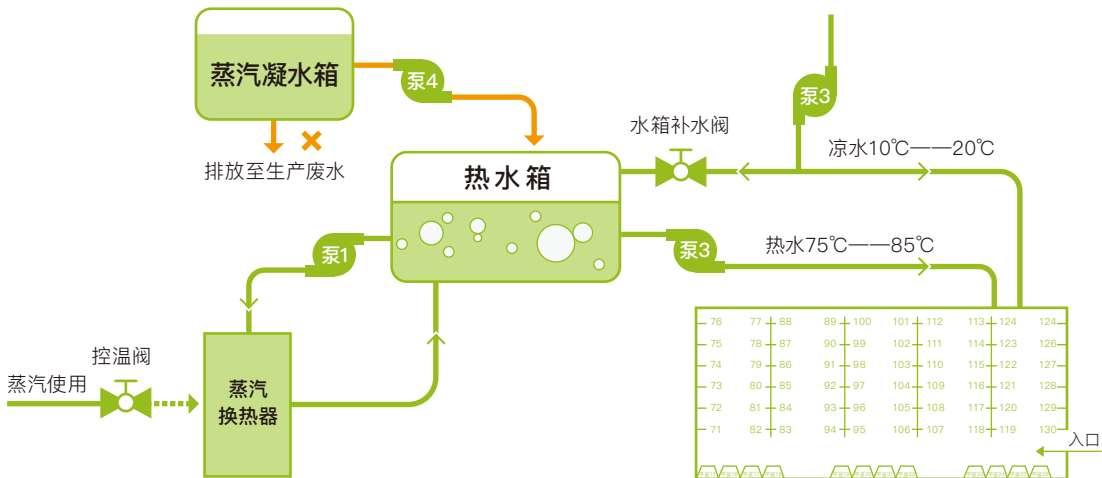 蒸汽凝水箱
泵4
泵3
排放至生产废水
水箱补水阀
凉水10℃——20℃
热水箱
泵1
泵3
热水75℃——85℃
控温阀
蒸汽使用
蒸汽
换热器
76 77 88 89 100 101 112 113 124 124
75 78 87 90 99 102 111 114 123 126
74 79 86 91 98 103 110 115 122 127
73 80 85 92 97 104 109 116 121 128
72 81 84 93 96 105 108 117 120 129
71 82 83 94 95 106 107 118 119 130
入口